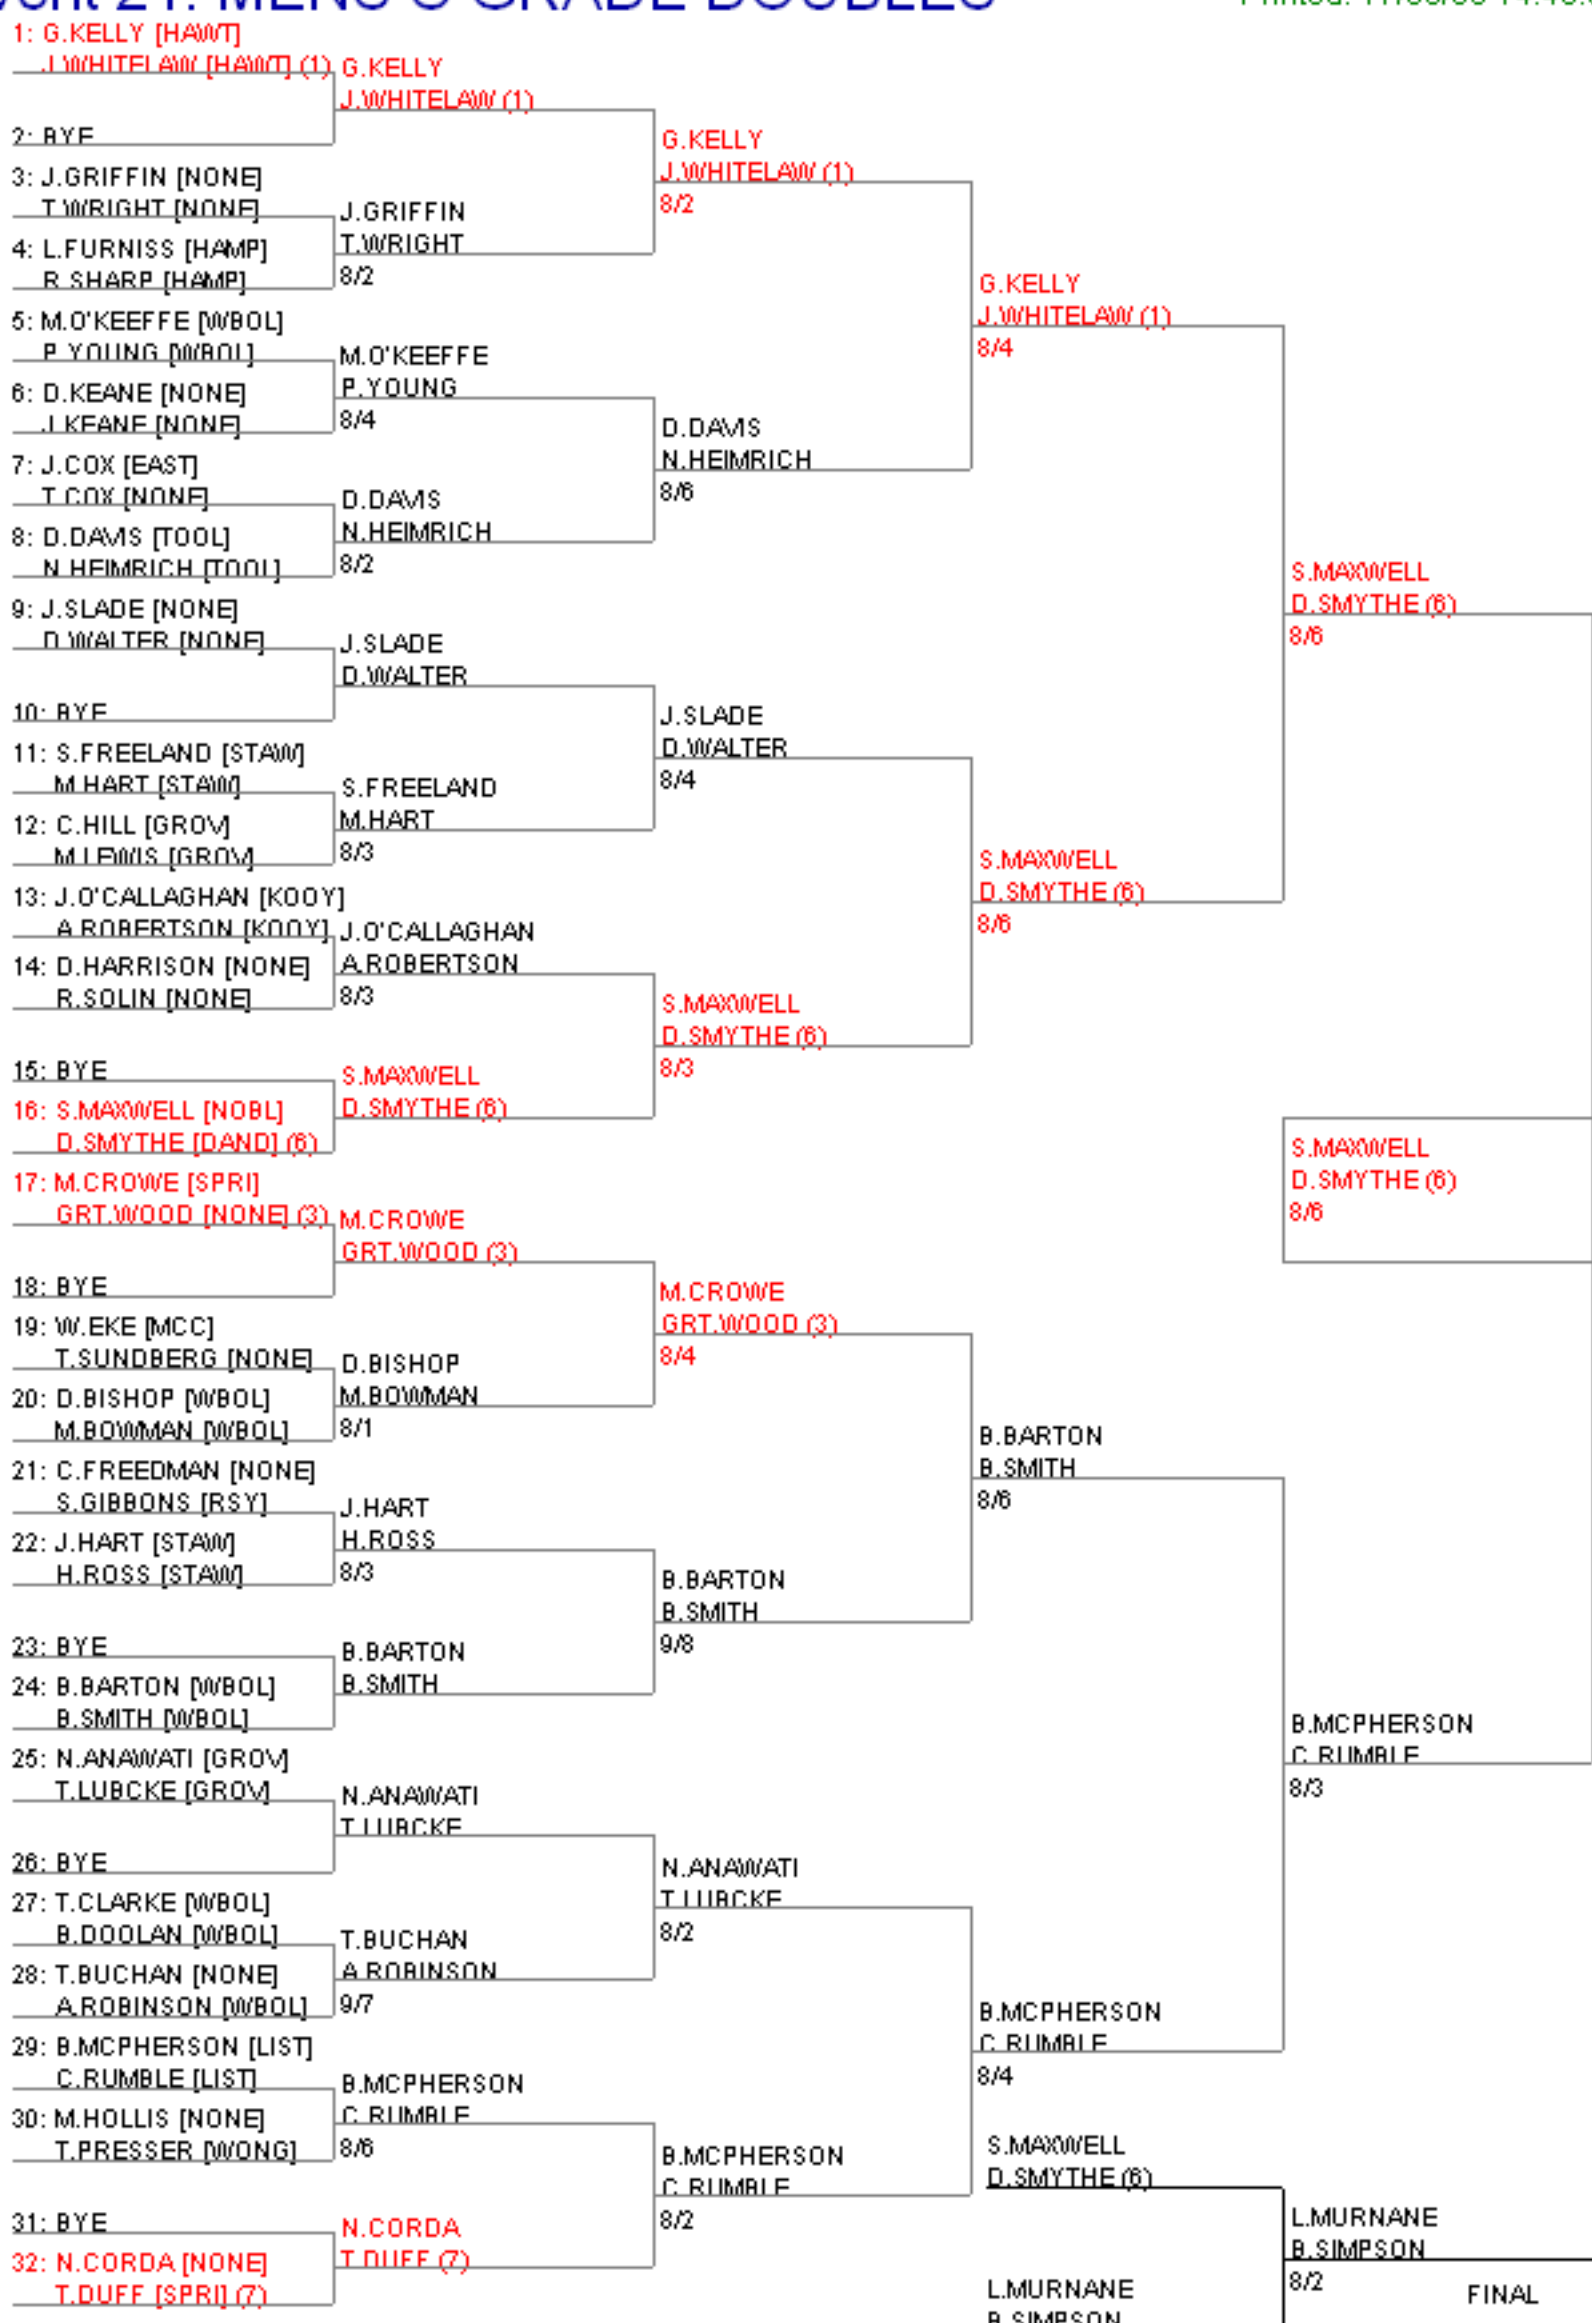 24: MENS C GRADE DOUBLES
1: G.KELLY [HAWT]
J.WHITELAW [HAWT] (1)
2: BYE
3: J.GRIFFIN [NONE]
T.WRIGHT [NONE]
4: L.FURNISS [HAMP]
R.SHARP [HAMP]
5: M.O'KEEFFE [WBOL]
P.YOUNG [WBOL]
6: D.KEANE [NONE]
J.KEANE [NONE]
7: J.COX [EAST]
T.COX [NONE]
8: D.DAVIS [TOOL]
N.HEIMRICH [TOOL]
9: J.SLADE [NONE]
D.WALTER [NONE]
10: BYE
11: S.FREELAND [STAW]
M.HART [STAW]
12: C.HILL [GROV]
M.LEWIS [GROV]
13: J.O'CALLAGHAN [KOOY]
A.ROBERTSON [KOOY]
14: D.HARRISON [NONE]
R.SOLIN [NONE]
15: BYE
16: S.MAXWELL [NOBL]
D.SMYTHE [DAND] (6)
17: M.CROWE [SPRI]
GRT.WOOD [NONE] (3)
18: BYE
19: W.EKE [MCC]
T.SUNDBERG [NONE]
20: D.BISHOP [WBOL]
M.BOWMAN [WBOL]
21: C.FREEDMAN [NONE]
S.GIBBONS [RSY]
22: J.HART [STAW]
H.ROSS [STAW]
23: BYE
24: B.BARTON [WBOL]
B.SMITH [WBOL]
25: N.ANAWATI [GROV]
T.LUBCKE [GROV]
26: BYE
27: T.CLARKE [WBOL]
B.DOOLAN [WBOL]
28: T.BUCHAN [NONE]
A.ROBINSON [WBOL]
29: B.MCPHERSON [LIST]
C.RUMBLE [LIST]
30: M.HOLLIS [NONE]
T.PRESSER [WONG]
31: BYE
32: N.CORDA [NONE]
T.DUFF [SPRI] (7)
G.KELLY
J.WHITELAW (1)
J.GRIFFIN
T.WRIGHT
8/2
M.O'KEEFFE
P.YOUNG
8/4
D.DAVIS
N.HEIMRICH
8/2
J.SLADE
D.WALTER
S.FREELAND
M.HART
8/3
J.O'CALLAGHAN
A.ROBERTSON
8/3
S.MAXWELL
D.SMYTHE (6)
M.CROWE
GRT.WOOD (3)
D.BISHOP
M.BOWMAN
8/1
J.HART
H.ROSS
8/3
B.BARTON
B.SMITH
N.ANAWATI
T.LUBCKE
T.BUCHAN
A.ROBINSON
9/7
B.MCPHERSON
C.RUMBLE
8/6
N.CORDA
T.DUFF (7)
G.KELLY
J.WHITELAW (1)
8/2
D.DAVIS
N.HEIMRICH
8/6
J.SLADE
D.WALTER
8/4
S.MAXWELL
D.SMYTHE (6)
8/3
M.CROWE
GRT.WOOD (3)
8/4
B.BARTON
B.SMITH
9/8
N.ANAWATI
T.LUBCKE
8/2
B.MCPHERSON
C.RUMBLE
8/2
G.KELLY
J.WHITELAW (1)
8/4
S.MAXWELL
D.SMYTHE (6)
8/6
B.BARTON
B.SMITH
8/6
B.MCPHERSON
C.RUMBLE
8/4
S.MAXWELL
D.SMYTHE (6)
L.MURNANE
B.SIMPSON
S.MAXWELL
D.SMYTHE (6)
8/6
S.MAXWELL
D.SMYTHE (6)
8/6
B.MCPHERSON
C.RUMBLE
8/3
L.MURNANE
B.SIMPSON
8/2
FINAL